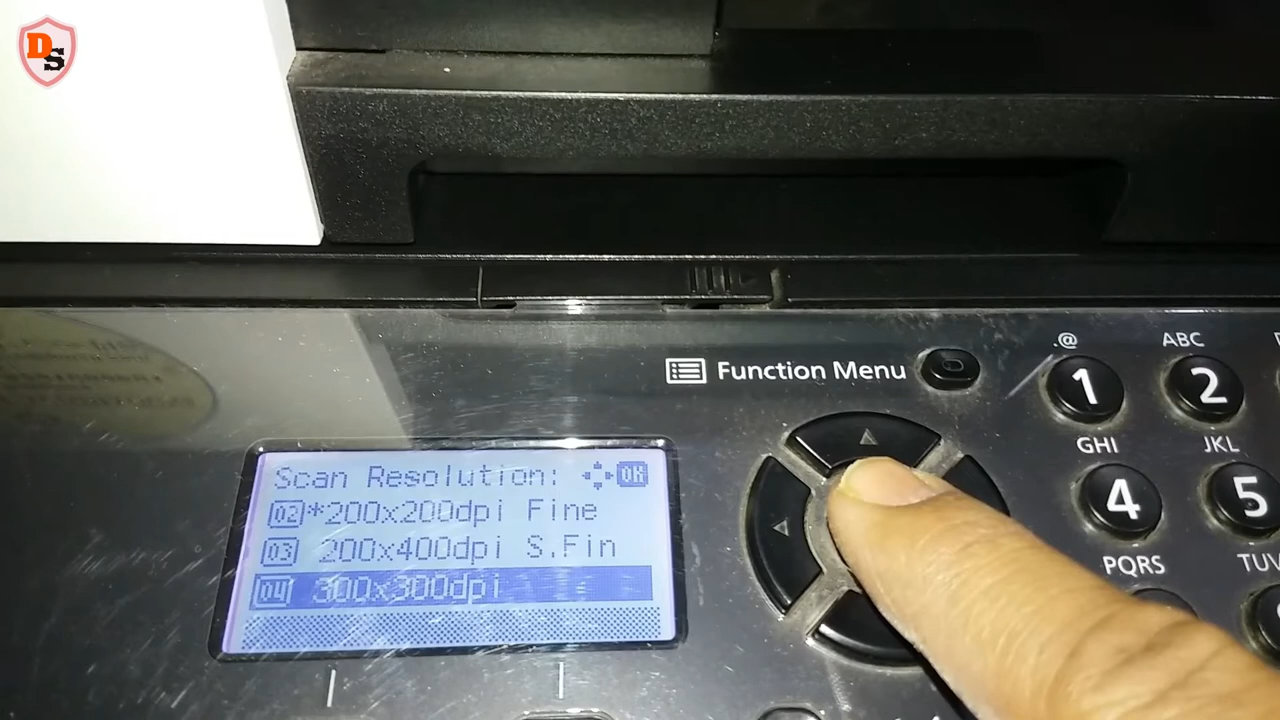 DS
Function Menu
.@
ABC
1
2
GHI
JKL
4
5
PQRS
TUV
Scan Resolution: OK
02 *200x200dpi Fine
03 200x400dpi S.Fin
04 300x300dpi